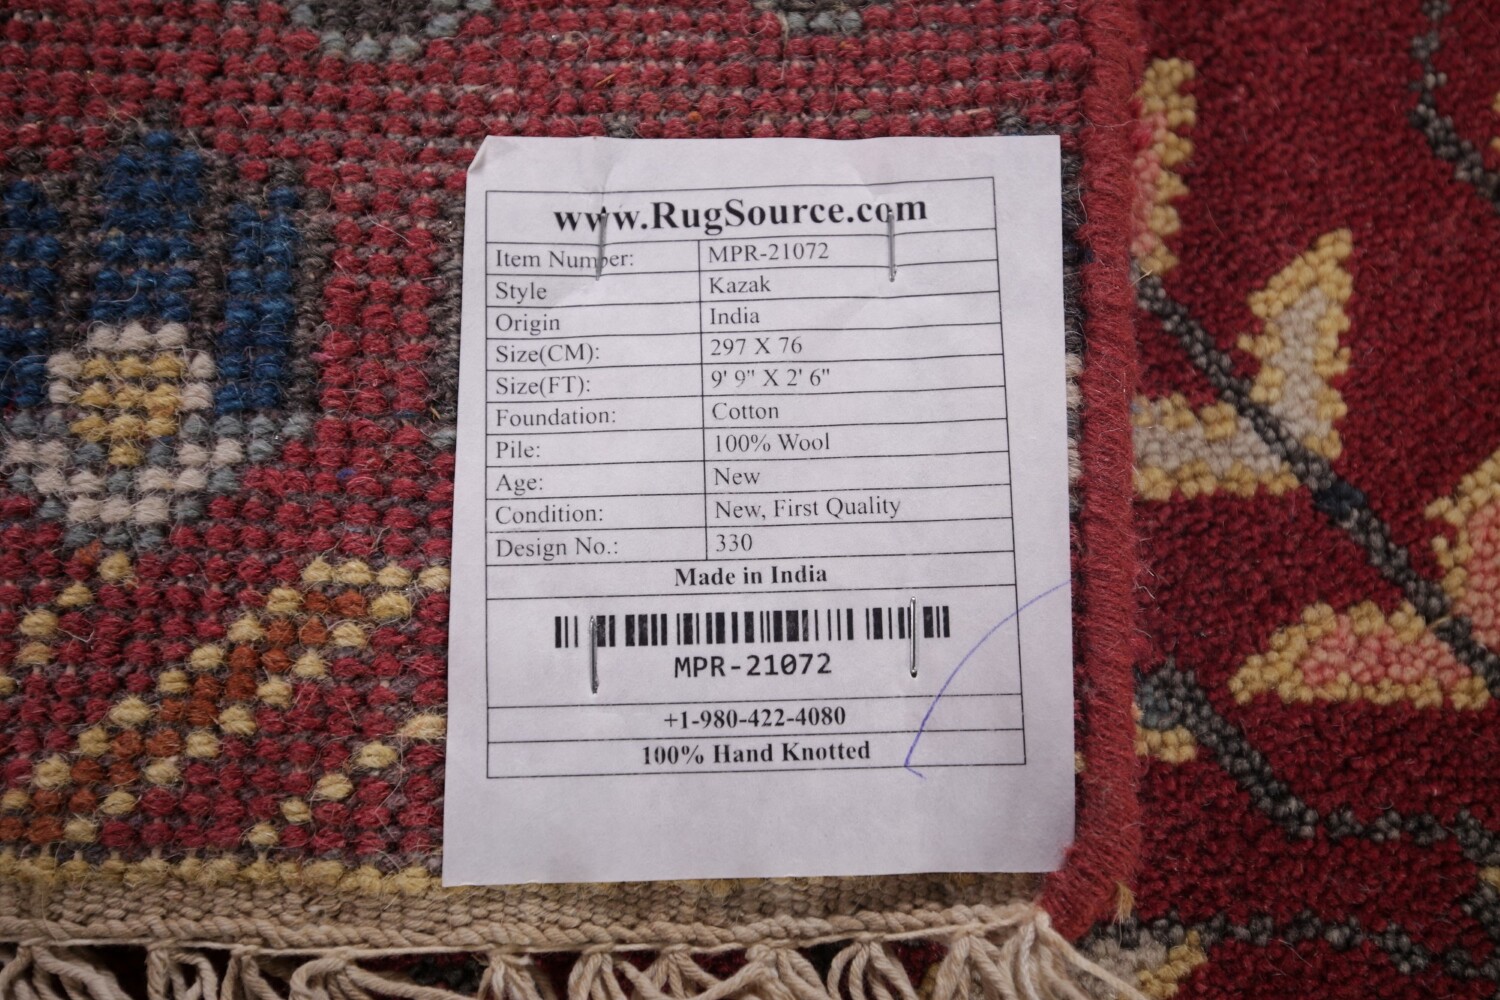 www.RugSource.com
Item Number: MPR-21072
Style Kazak
Origin India
Size(CM): 297 X 76
Size(FT): 9' 9" X 2' 6"
Foundation: Cotton
Pile: 100% Wool
Age: New
Condition: New, First Quality
Design No.: 330
Made in India
MPR-21072
+1-980-422-4080
100% Hand Knotted